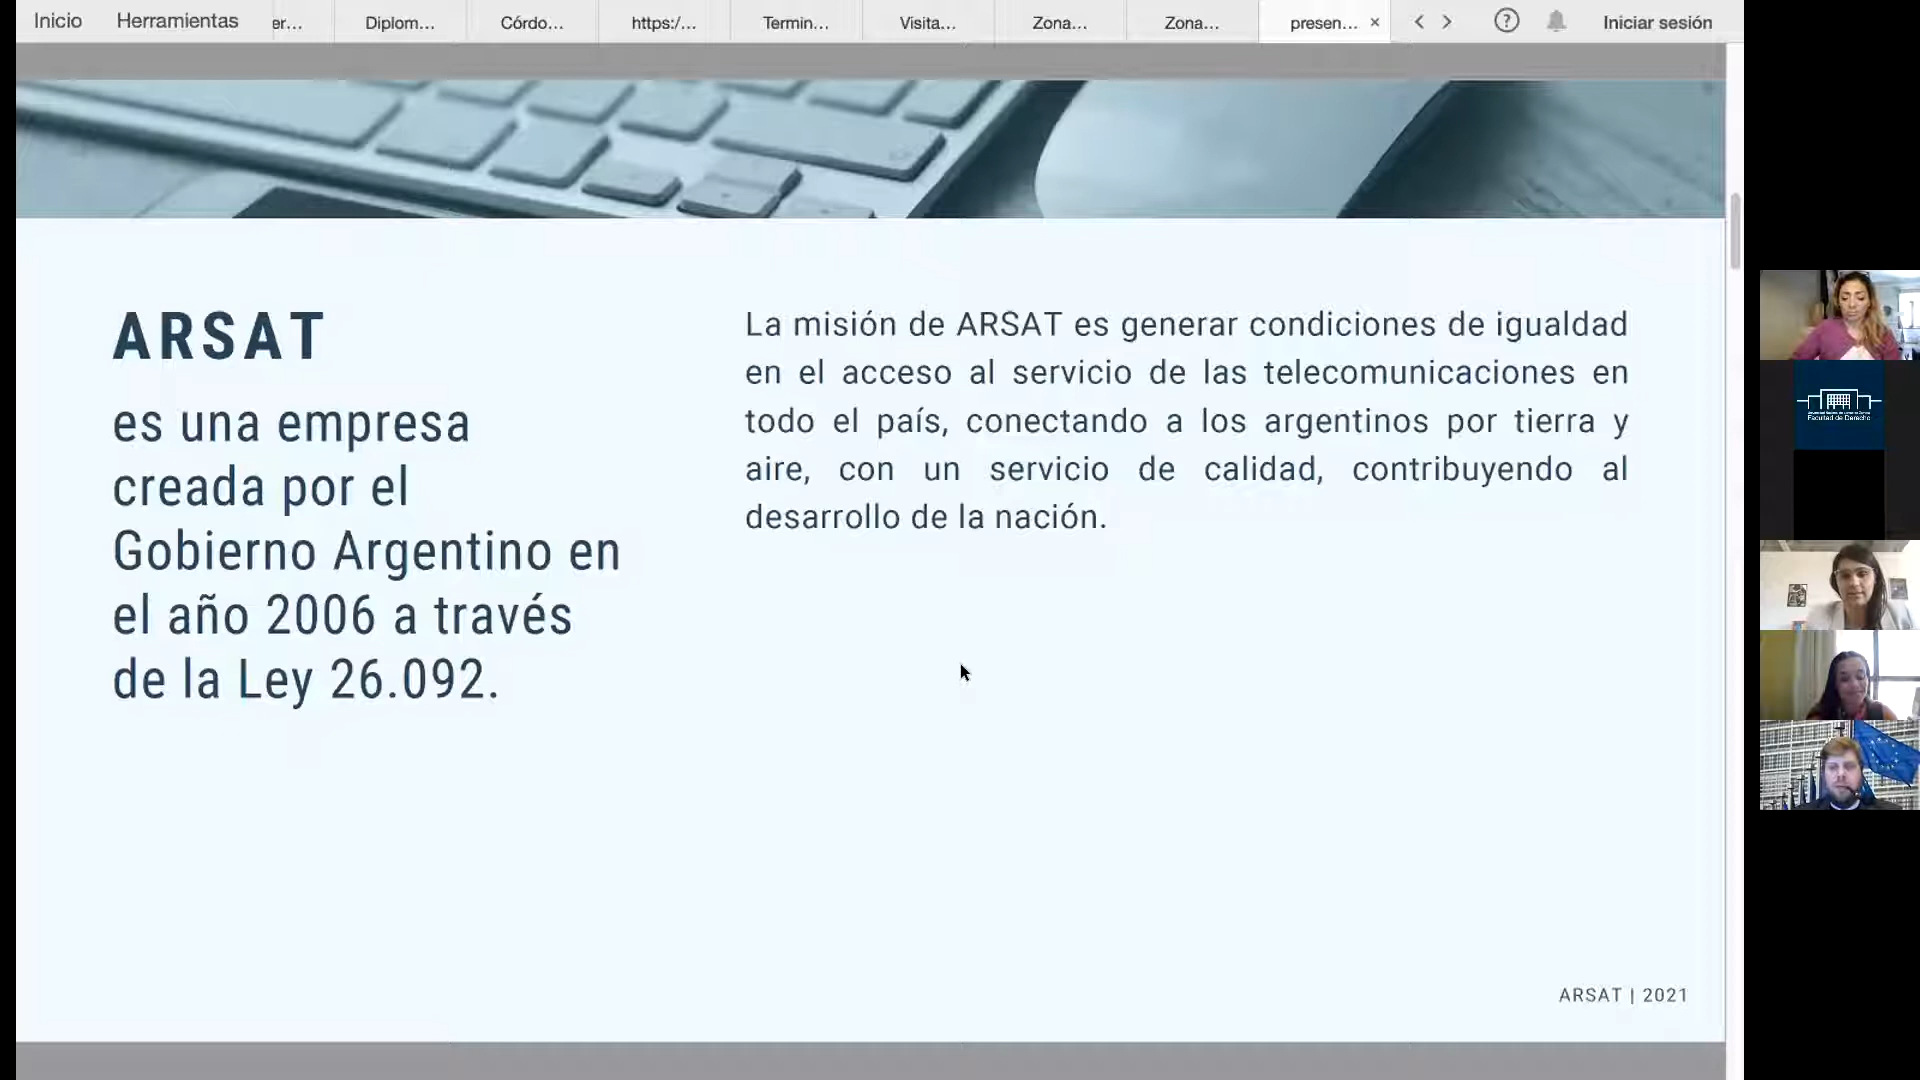 Inicio Herramientas er... Diplom... Córdo... https:/... Termin... Visita... Zona... Zona... presen... × Iniciar sesión
ARSAT
es una empresa
creada por el
Gobierno Argentino en
el año 2006 a través
de la Ley 26.092.
La misión de ARSAT es generar condiciones de igualdad
en el acceso al servicio de las telecomunicaciones en
todo el país, conectando a los argentinos por tierra y
aire, con un servicio de calidad, contribuyendo al
desarrollo de la nación.
ARSAT | 2021
Facultad de Derecho